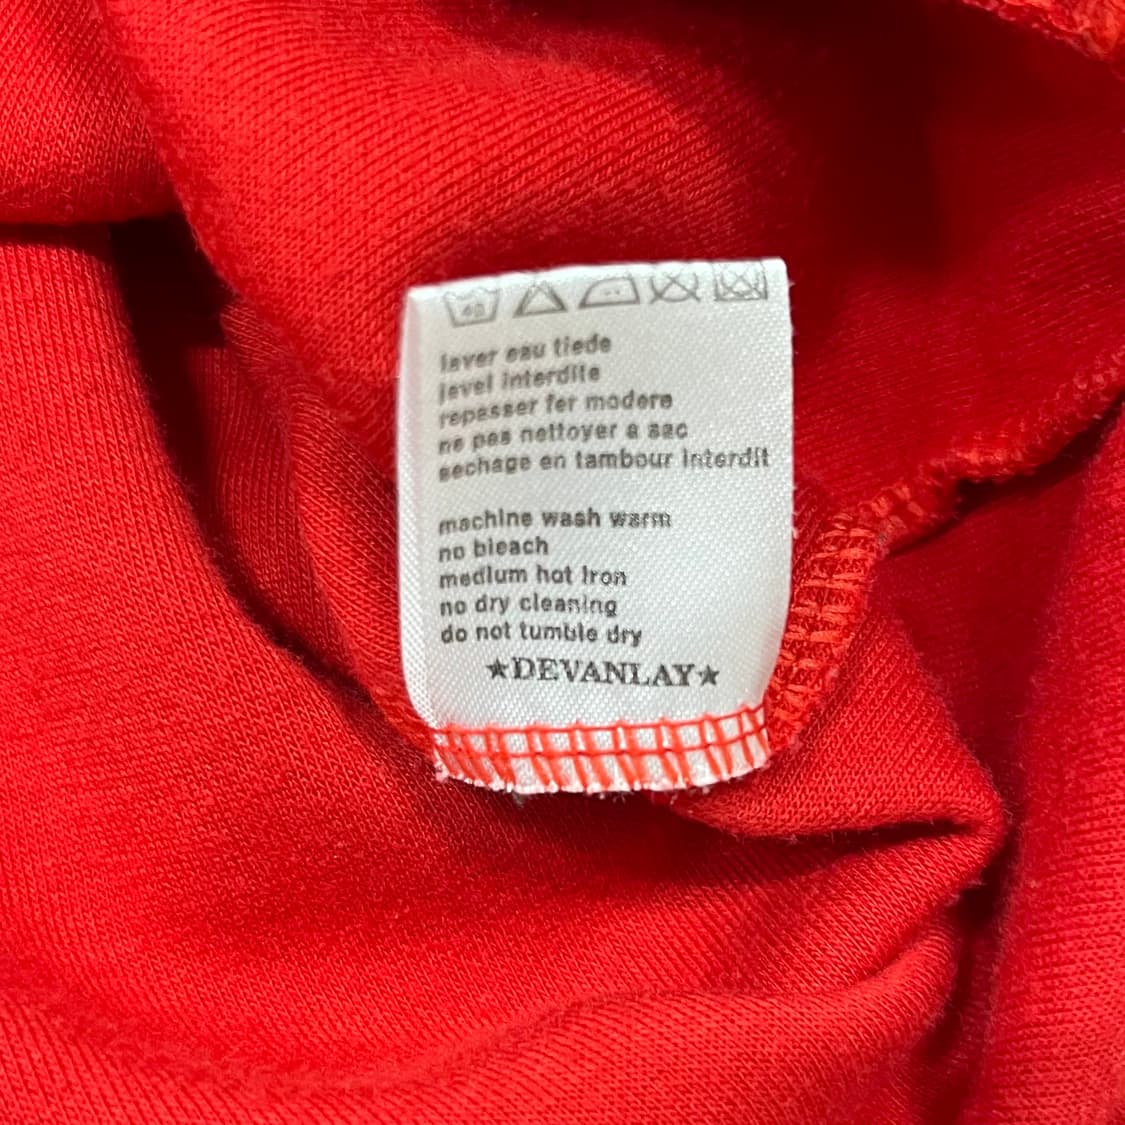 40
laver eau tiede
javel interdite
repasser fer modere
ne pas nettoyer a sac
sechage en tambour interdit
machine wash warm
no bleach
medium hot iron
no dry cleaning
do not tumble dry
★DEVANLAY★